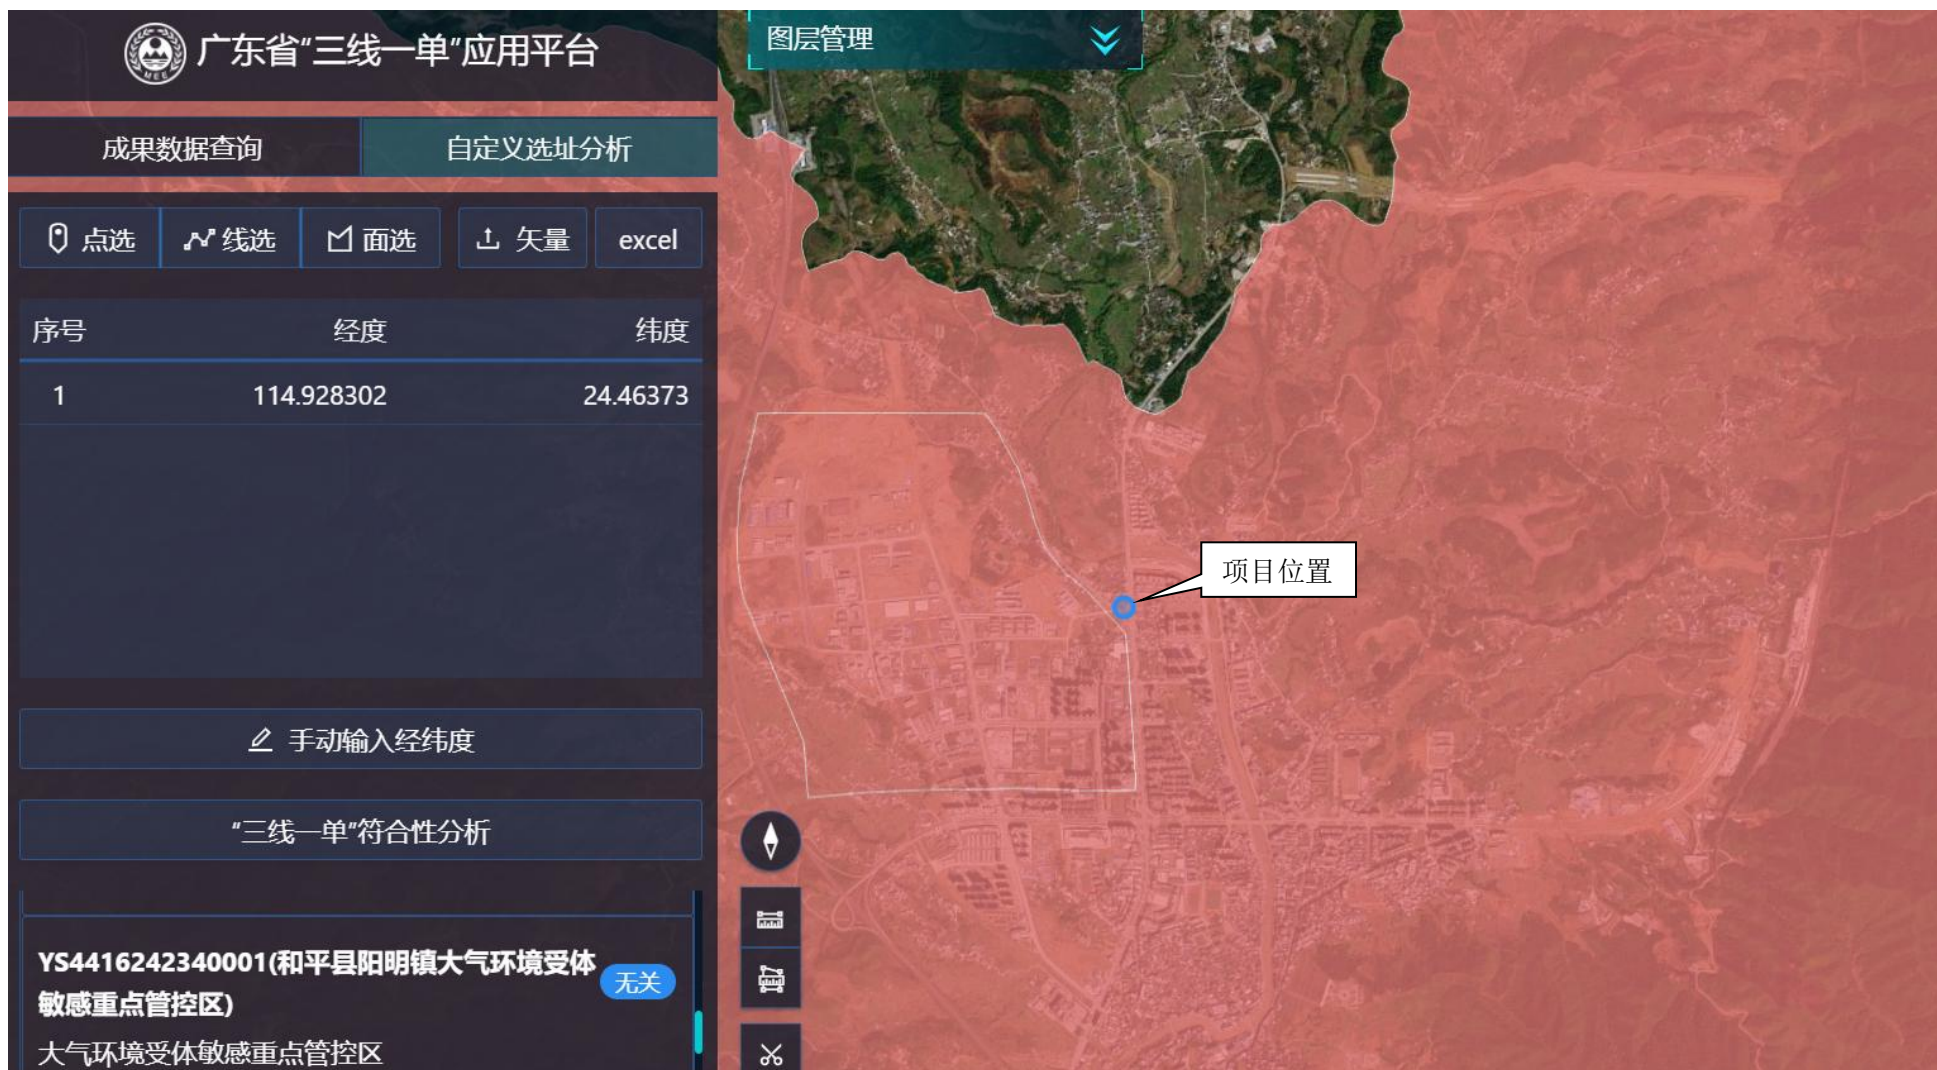 MEE
广东省“三线一单”应用平台
图层管理
成果数据查询
自定义选址分析
点选
线选
面选
矢量
excel
序号 经度 纬度
1 114.928302 24.46373
项目位置
手动输入经纬度
“三线一单”符合性分析
YS4416242340001(和平县阳明镇大气环境受体
敏感重点管控区)
无关
大气环境受体敏感重点管控区